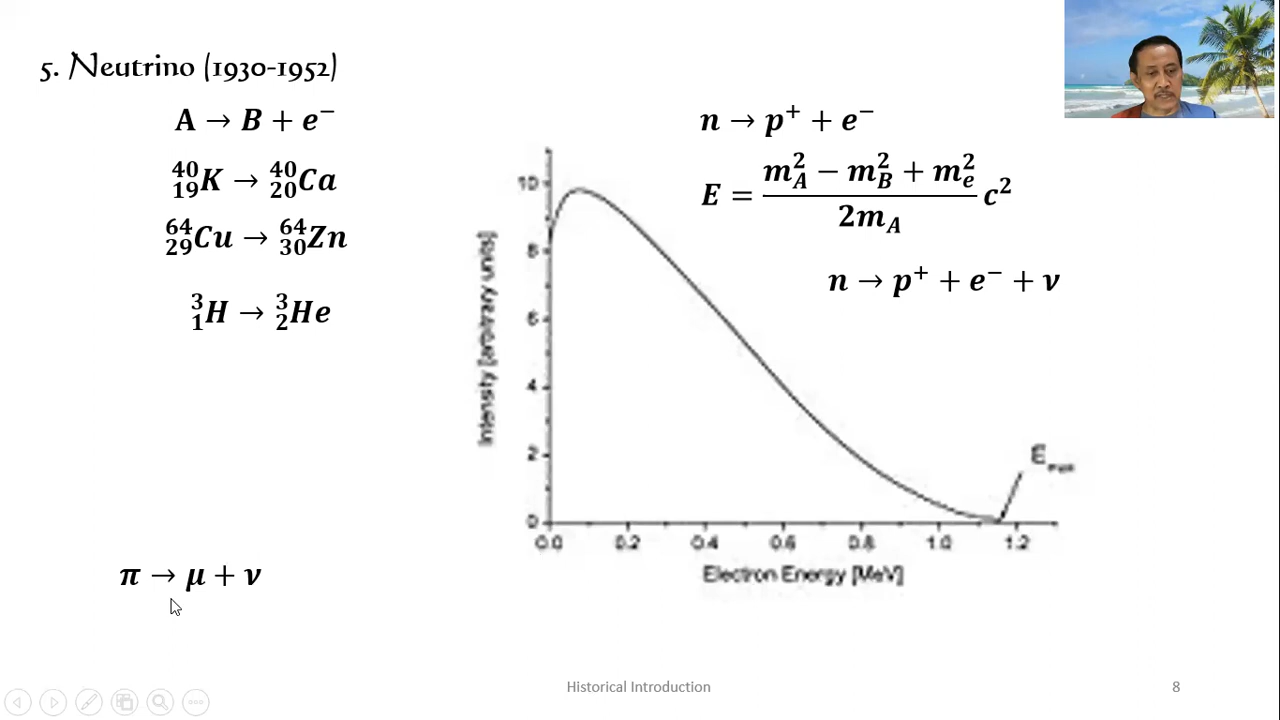 5. Neutrino (1930-1952)
A → B + e⁻
⁴⁰₁₉K → ⁴⁰₂₀Ca
⁶⁴₂₉Cu → ⁶⁴₃₀Zn
³₁H → ³₂He
π → μ + ν
n → p⁺ + e⁻
E = (m_A² − m_B² + m_e²) / 2m_A c²
n → p⁺ + e⁻ + ν
Intensity [arbitrary units]
10
8
6
4
2
0
0.0 0.2 0.4 0.6 0.8 1.0 1.2
Electron Energy [MeV]
E
Historical Introduction
8